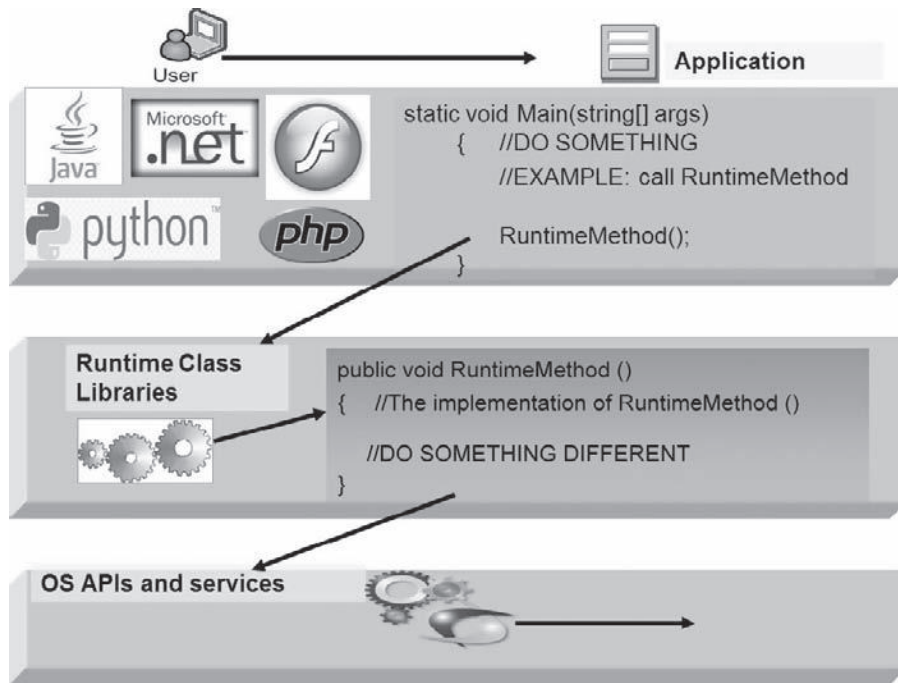 User
Application
Java
Microsoft
.net
python™
php
static void Main(string[] args)
{ //DO SOMETHING
//EXAMPLE: call RuntimeMethod
RuntimeMethod();
}
Runtime Class
Libraries
public void RuntimeMethod ()
{ //The implementation of RuntimeMethod ()
//DO SOMETHING DIFFERENT
}
OS APIs and services